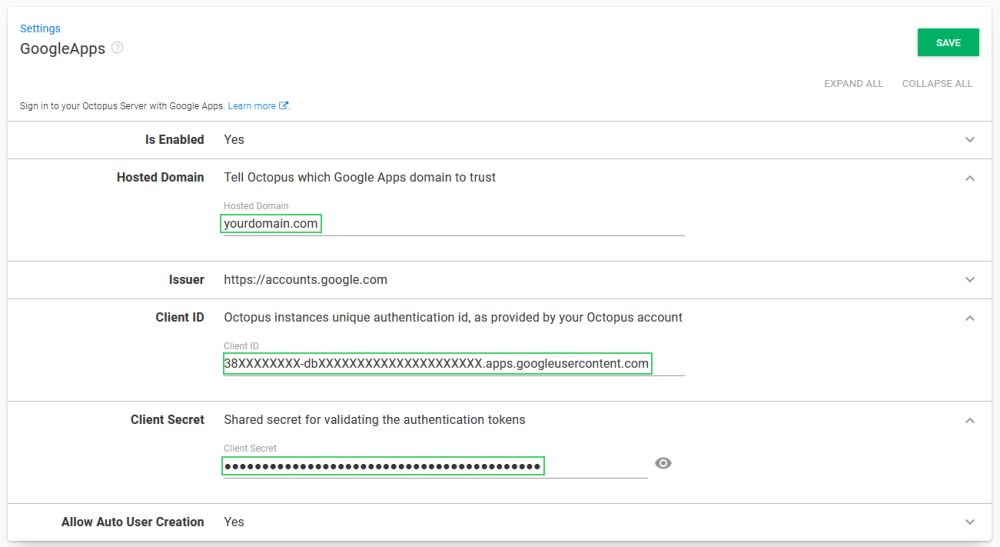 Settings
GoogleApps
SAVE
EXPAND ALL COLLAPSE ALL
Sign in to your Octopus Server with Google Apps. Learn more.
Is Enabled Yes
Hosted Domain Tell Octopus which Google Apps domain to trust
Hosted Domain
yourdomain.com
Issuer https://accounts.google.com
Client ID Octopus instances unique authentication id, as provided by your Octopus account
Client ID
38XXXXXXXX-dbXXXXXXXXXXXXXXXXXXXXX.apps.googleusercontent.com
Client Secret Shared secret for validating the authentication tokens
Client Secret
Allow Auto User Creation Yes